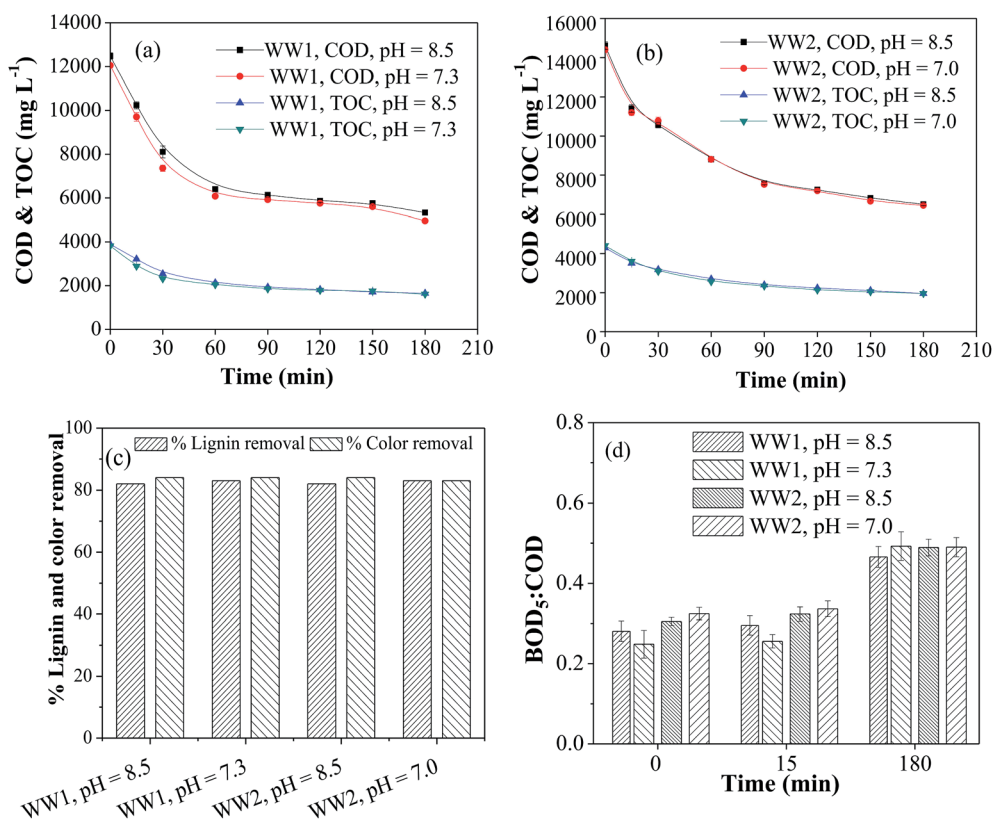 (a)
WW1, COD, pH = 8.5
WW1, COD, pH = 7.3
WW1, TOC, pH = 8.5
WW1, TOC, pH = 7.3
COD & TOC (mg L⁻¹)
14000
12000
10000
8000
6000
4000
2000
0
0 30 60 90 120 150 180 210
Time (min)
(b)
WW2, COD, pH = 8.5
WW2, COD, pH = 7.0
WW2, TOC, pH = 8.5
WW2, TOC, pH = 7.0
COD & TOC (mg L⁻¹)
16000
14000
12000
10000
8000
6000
4000
2000
0
0 30 60 90 120 150 180 210
Time (min)
(c)
% Lignin removal
% Color removal
% Lignin and color removal
100
80
60
40
20
0
WW1, pH = 8.5
WW1, pH = 7.3
WW2, pH = 8.5
WW2, pH = 7.0
(d)
WW1, pH = 8.5
WW1, pH = 7.3
WW2, pH = 8.5
WW2, pH = 7.0
BOD₅:COD
0.8
0.6
0.4
0.2
0.0
0 15 180
Time (min)